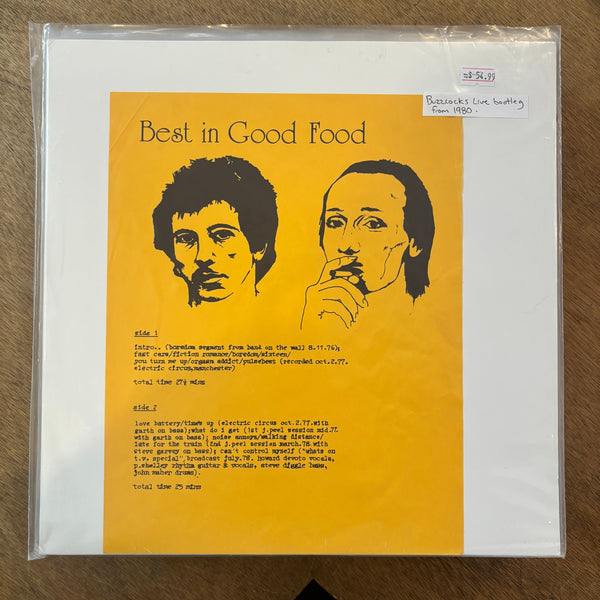 $ 54.99
Buzzcocks Live bootleg
from 1980.
Best in Good Food
side 1
intro.. (boredom segment from band on the wall 8.11.76);
fast cars/fiction romance/boredom/sixteen/
you turn me up/orgasm addict/pulsebeat (recorded oct.2.77.
electric circus,manchester)
total time 27½ mins
side 2
love battery/time's up (electric circus oct.2.77.with
garth on bass);what do i get (1st j.peel session mid.77.
with garth on bass); noise annoys/walking distance/
late for the train (2nd j.peel session march.78 with
steve garvey on bass); can't control myself ("whats on
t.v. special",broadcast july.78. howard devoto vocals,
p.shelley rhythm guitar & vocals, steve diggle bass,
john maher drums).
total time 25 mins